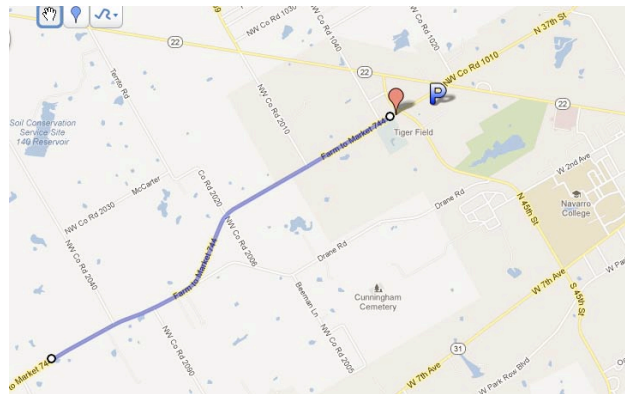 NW Co Rd 1030
NW Co Rd 1040
NW Co Rd 1020
N 37th St
22
22
NW Co Rd 1010
22
P
Territo Rd
Soil Conservation
Service Site
140 Reservoir
NW Co Rd 2010
Farm to Market 744
Tiger Field
W 2nd Ave
McCarter
Co Rd 2020
NW Co Rd 2030
Drane Rd
N 45th St
Navarro
College
NW Co Rd 2040
Farm to Market 744
NW Co Rd 2006
Drane Rd
W 7th Ave
Beeman Ln
Cunningham
Cemetery
S 45th St
NW Co Rd 2090
NW Co Rd 2005
31
W 7th Ave
W Park Row Blvd
to Market 744